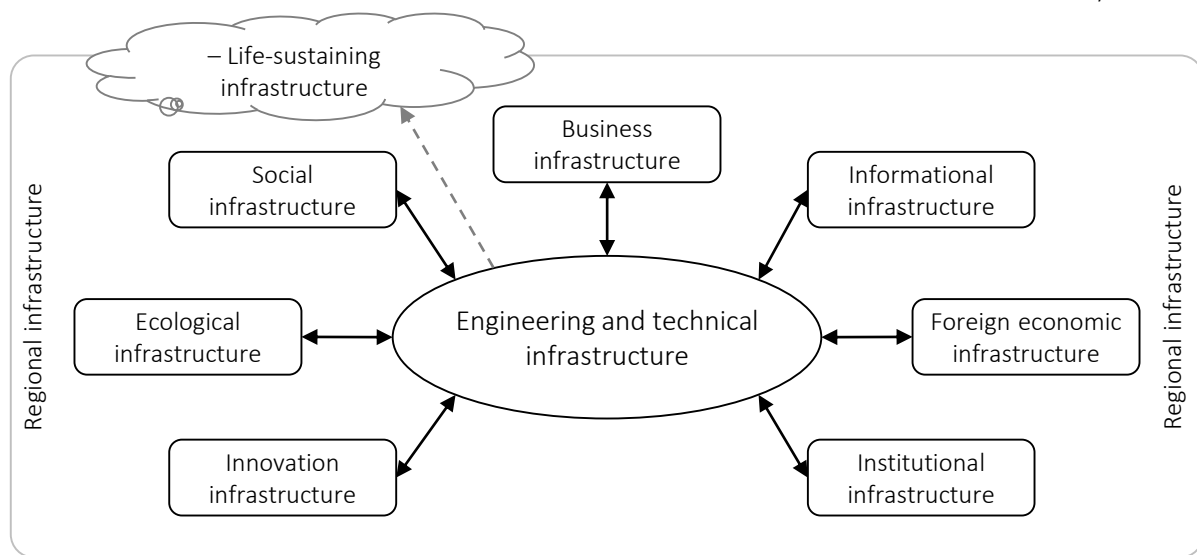 – Life-sustaining
infrastructure
Business
infrastructure
Social
infrastructure
Informational
infrastructure
Regional infrastructure
Ecological
infrastructure
Engineering and technical
infrastructure
Foreign economic
infrastructure
Regional infrastructure
Innovation
infrastructure
Institutional
infrastructure